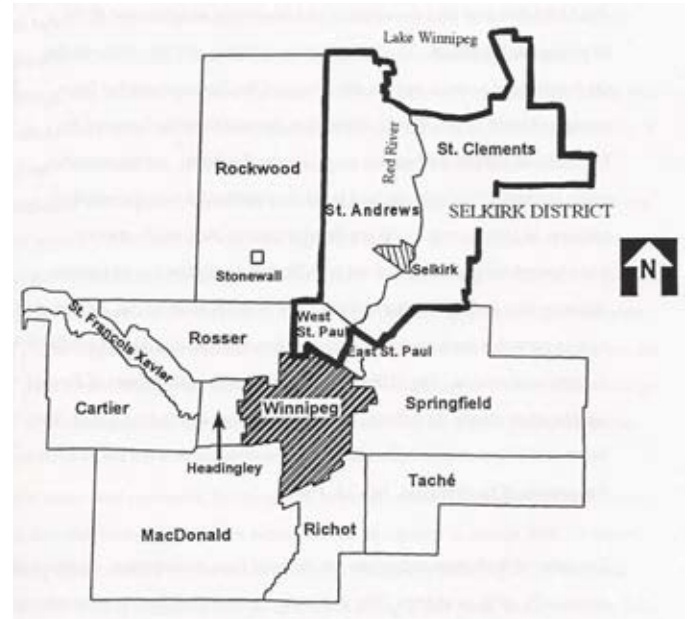 Lake Winnipeg
Red River
St. Clements
Rockwood
St. Andrews
SELKIRK DISTRICT
Stonewall
Selkirk
N
St. François Xavier
West
St. Paul
Rosser
East St. Paul
Cartier
Winnipeg
Springfield
Headingley
Taché
MacDonald
Richot